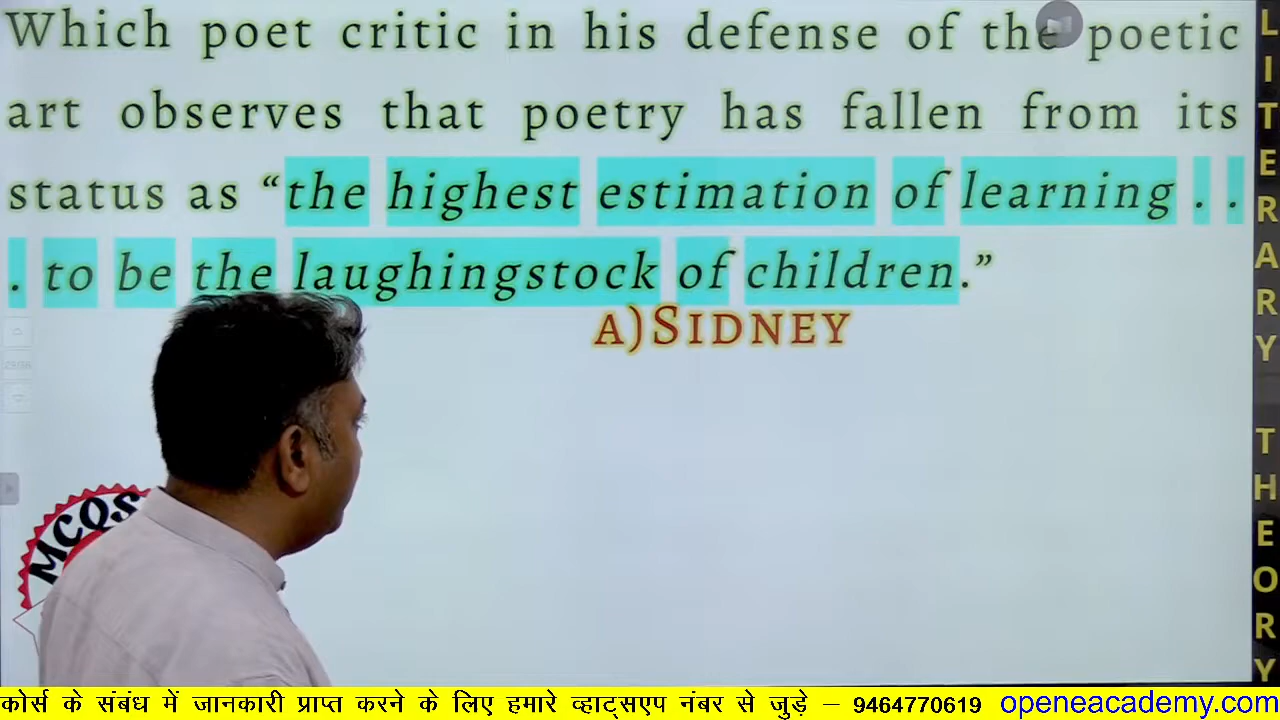 Which poet critic in his defense of the poetic
art observes that poetry has fallen from its
status as “the highest estimation of learning . .
. to be the laughingstock of children.”
A)SIDNEY
MCQS
LITERARY THEORY
कोर्स के संबंध में जानकारी प्राप्त करने के लिए हमारे व्हाट्सएप नंबर से जुड़े – 9464770619 openeacademy.com